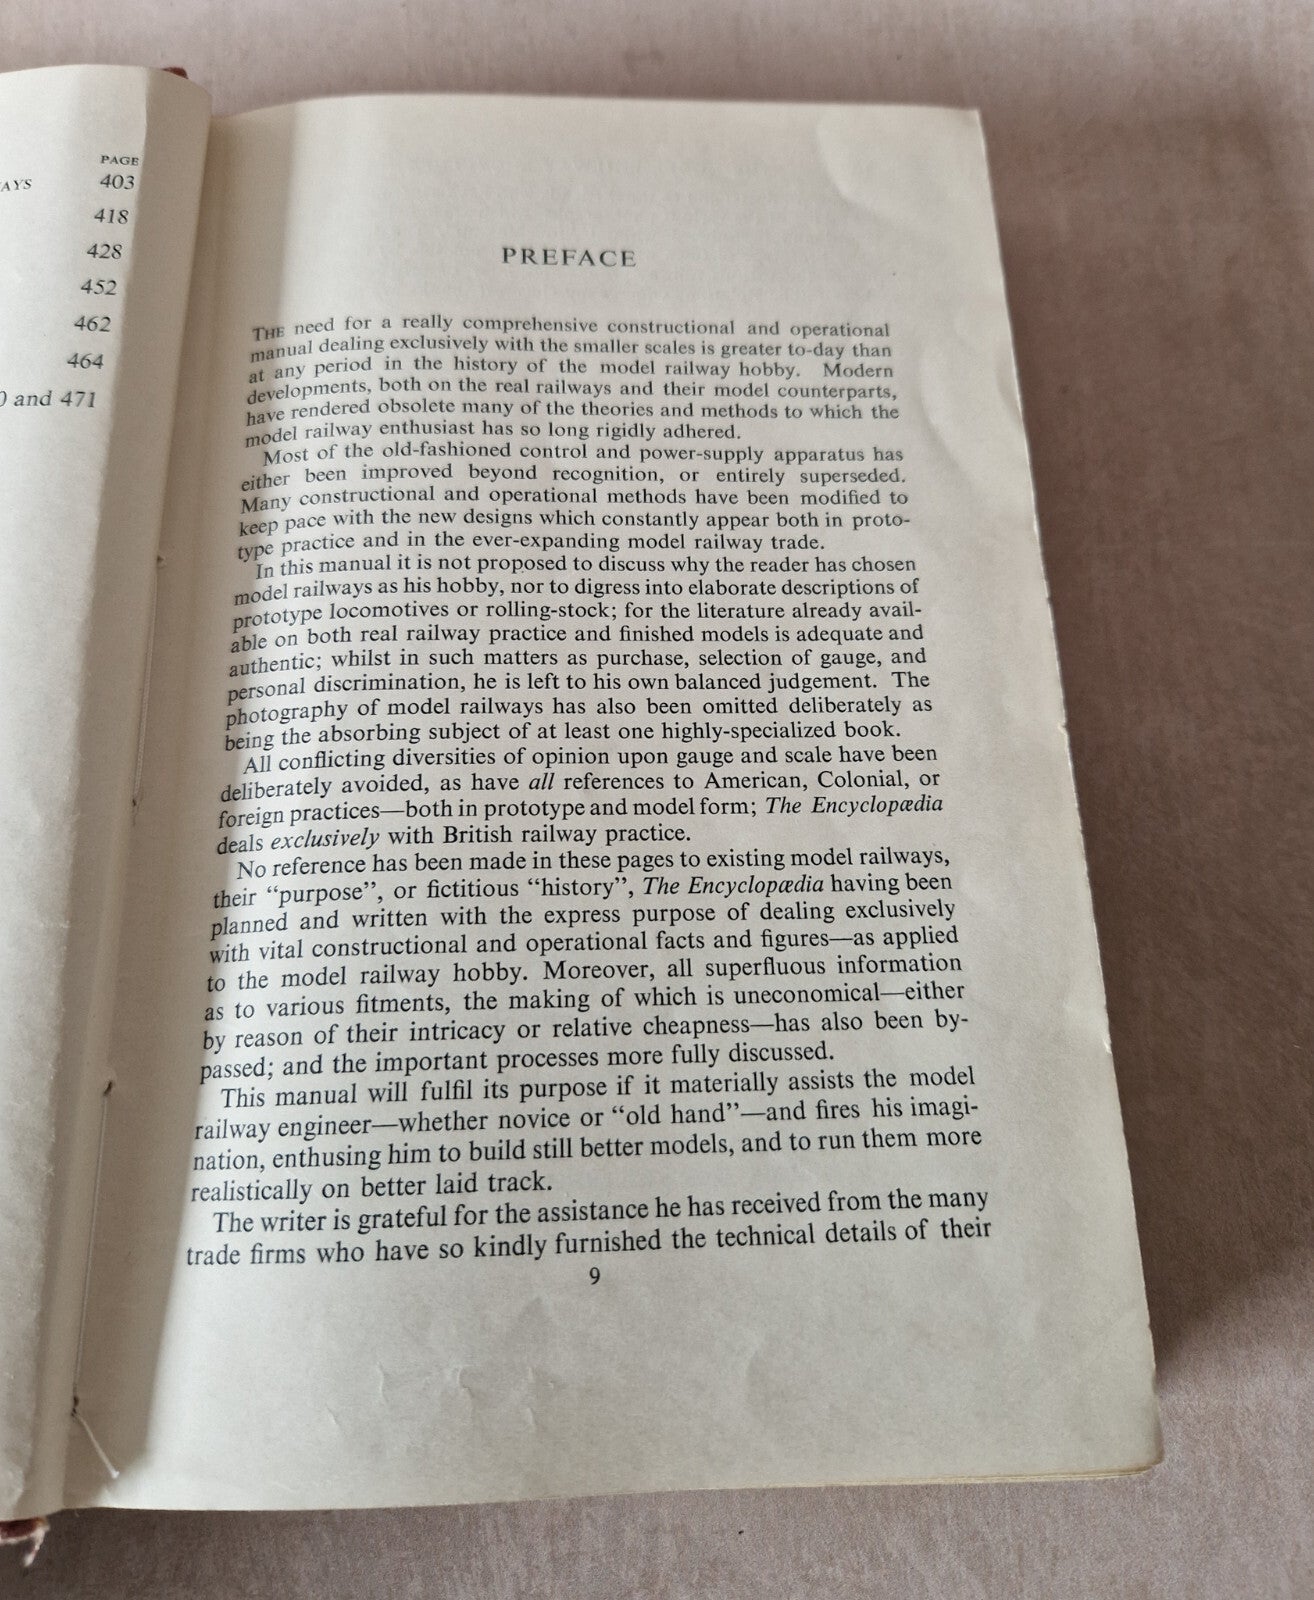 PAGE
AYS 403
418
428
452
462
464
0 and 471
PREFACE
THE need for a really comprehensive constructional and operational
manual dealing exclusively with the smaller scales is greater to-day than
at any period in the history of the model railway hobby. Modern
developments, both on the real railways and their model counterparts,
have rendered obsolete many of the theories and methods to which the
model railway enthusiast has so long rigidly adhered.
Most of the old-fashioned control and power-supply apparatus has
either been improved beyond recognition, or entirely superseded.
Many constructional and operational methods have been modified to
keep pace with the new designs which constantly appear both in proto-
type practice and in the ever-expanding model railway trade.
In this manual it is not proposed to discuss why the reader has chosen
model railways as his hobby, nor to digress into elaborate descriptions of
prototype locomotives or rolling-stock; for the literature already avail-
able on both real railway practice and finished models is adequate and
authentic; whilst in such matters as purchase, selection of gauge, and
personal discrimination, he is left to his own balanced judgement. The
photography of model railways has also been omitted deliberately as
being the absorbing subject of at least one highly-specialized book.
All conflicting diversities of opinion upon gauge and scale have been
deliberately avoided, as have all references to American, Colonial, or
foreign practices—both in prototype and model form; The Encyclopædia
deals exclusively with British railway practice.
No reference has been made in these pages to existing model railways,
their “purpose”, or fictitious “history”, The Encyclopædia having been
planned and written with the express purpose of dealing exclusively
with vital constructional and operational facts and figures—as applied
to the model railway hobby. Moreover, all superfluous information
as to various fitments, the making of which is uneconomical—either
by reason of their intricacy or relative cheapness—has also been by-
passed; and the important processes more fully discussed.
This manual will fulfil its purpose if it materially assists the model
railway engineer—whether novice or “old hand”—and fires his imagi-
nation, enthusing him to build still better models, and to run them more
realistically on better laid track.
The writer is grateful for the assistance he has received from the many
trade firms who have so kindly furnished the technical details of their
9